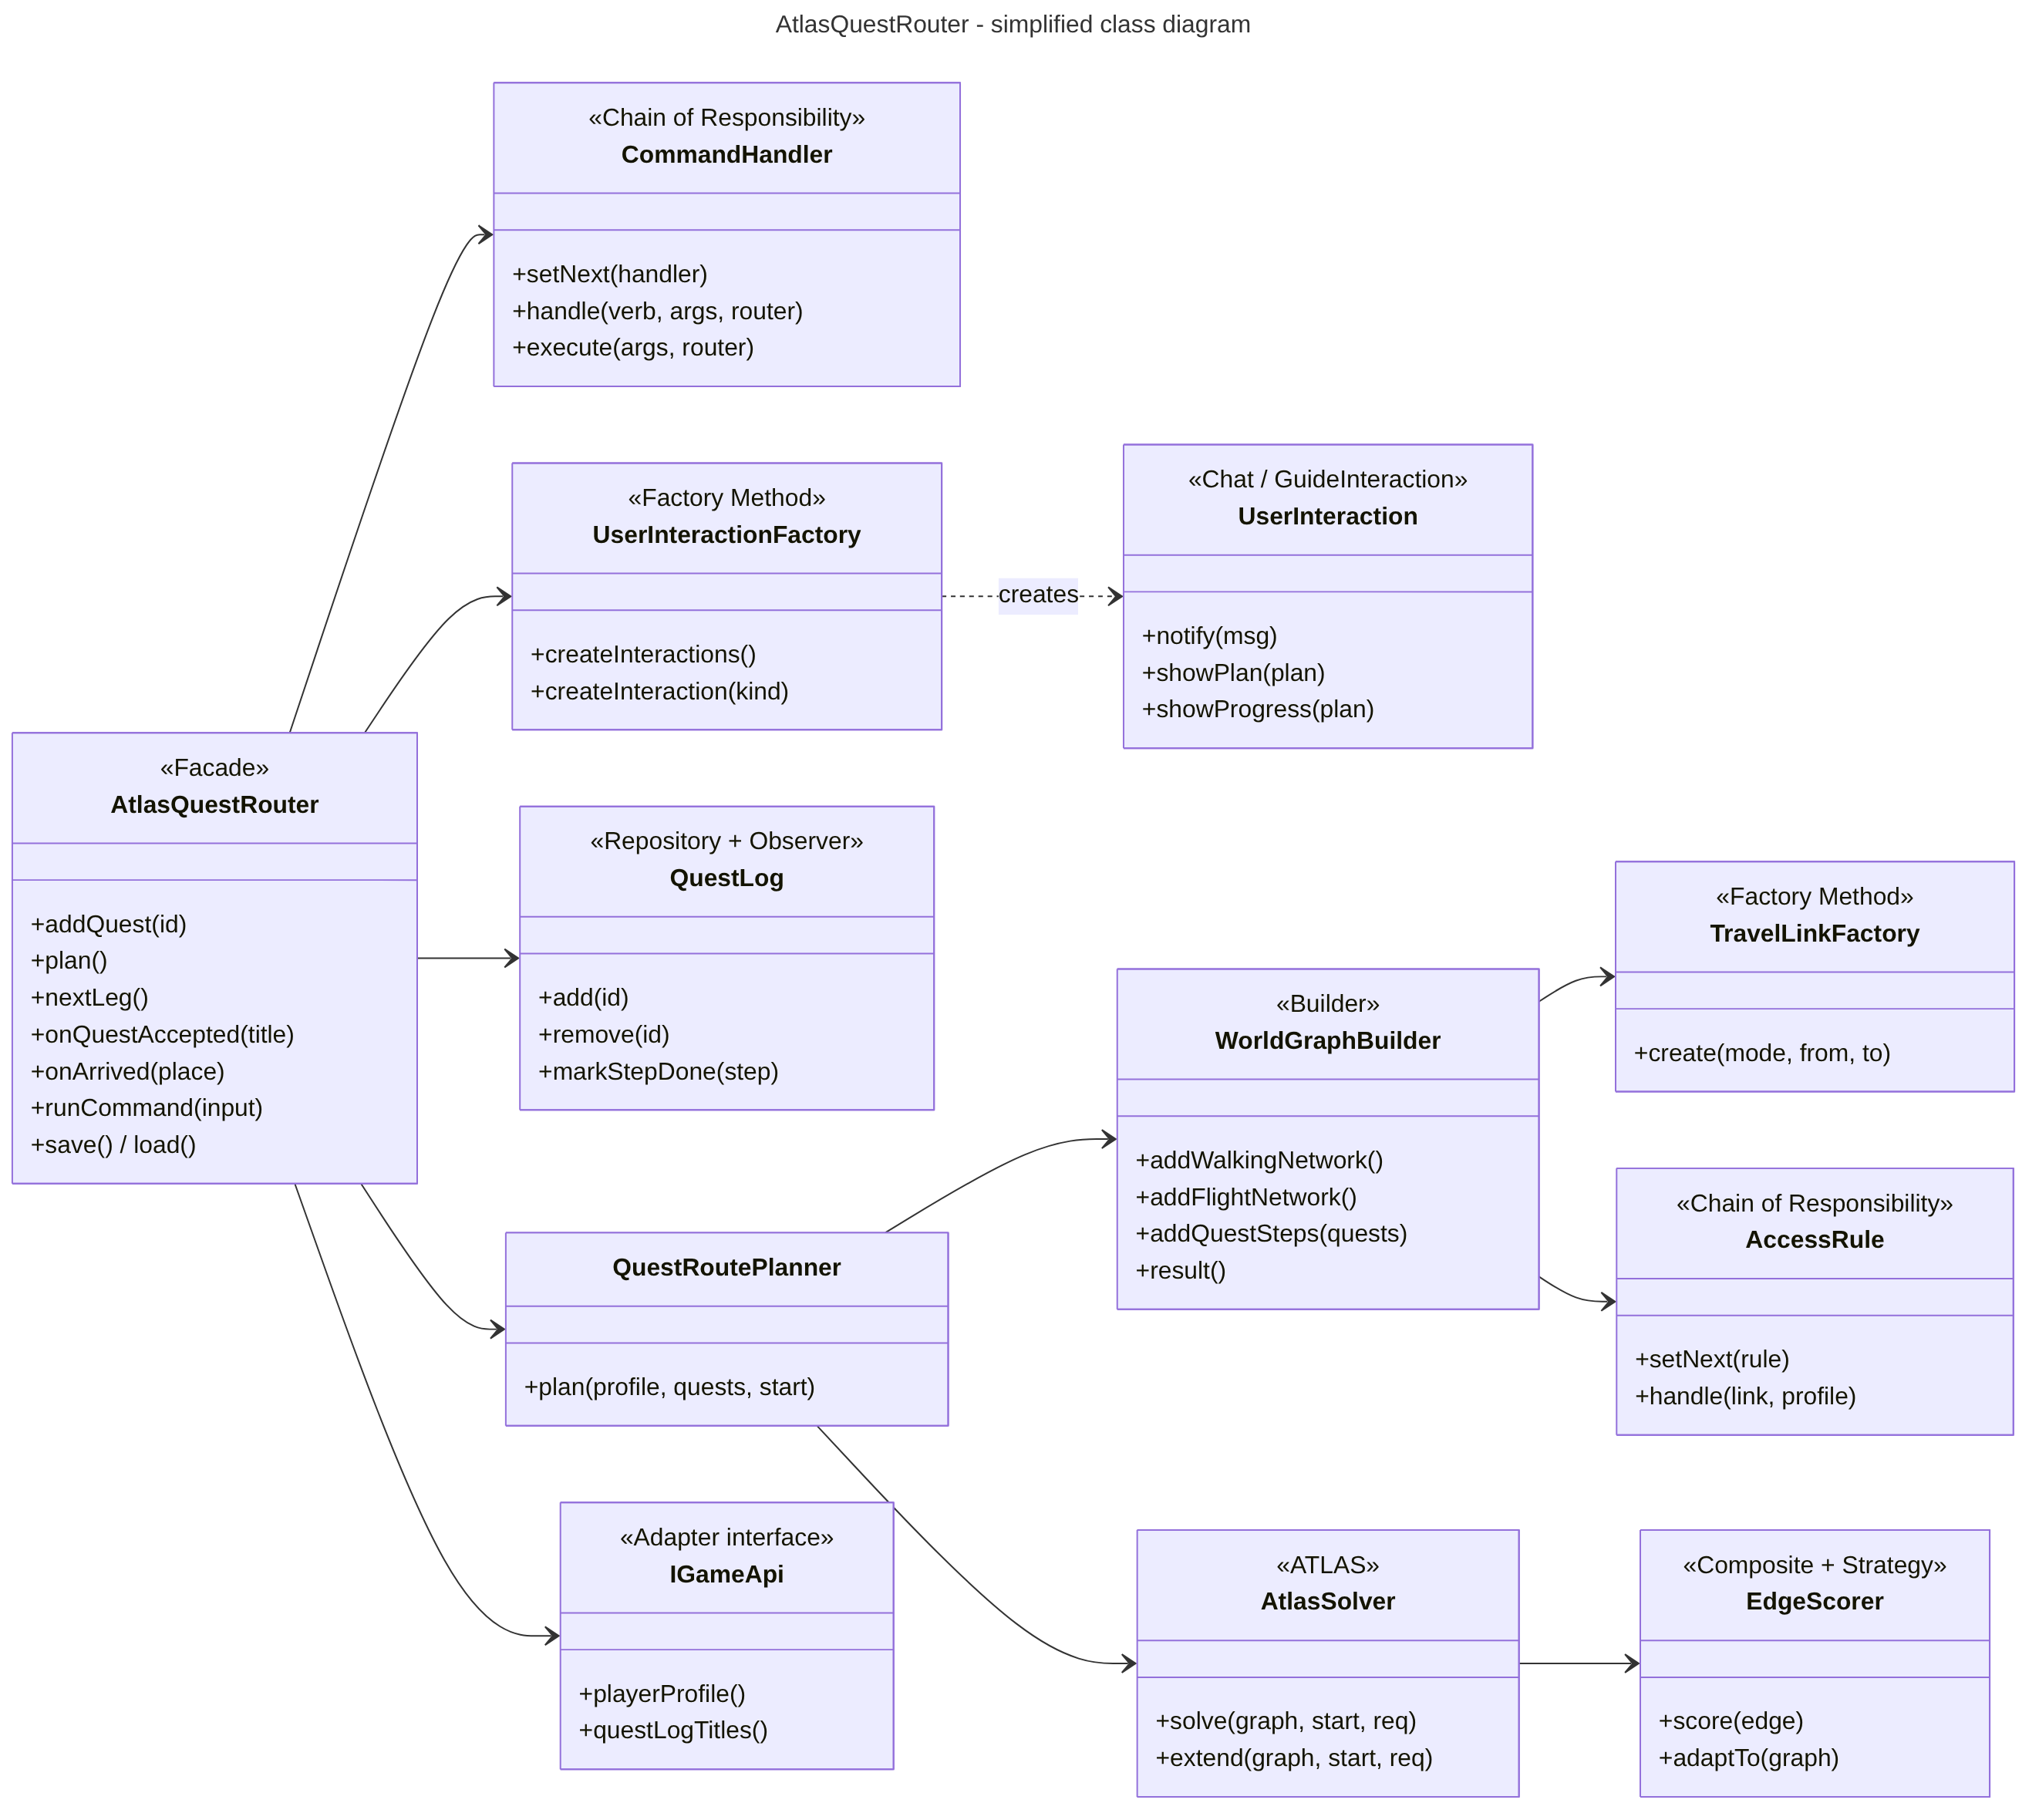 AtlasQuestRouter - simplified class diagram
«Chain of Responsibility»
CommandHandler
+setNext(handler)
+handle(verb, args, router)
+execute(args, router)
«Factory Method»
UserInteractionFactory
+createInteractions()
+createInteraction(kind)
creates
«Chat / GuideInteraction»
UserInteraction
+notify(msg)
+showPlan(plan)
+showProgress(plan)
«Facade»
AtlasQuestRouter
+addQuest(id)
+plan()
+nextLeg()
+onQuestAccepted(title)
+onArrived(place)
+runCommand(input)
+save() / load()
«Repository + Observer»
QuestLog
+add(id)
+remove(id)
+markStepDone(step)
«Builder»
WorldGraphBuilder
+addWalkingNetwork()
+addFlightNetwork()
+addQuestSteps(quests)
+result()
«Factory Method»
TravelLinkFactory
+create(mode, from, to)
«Chain of Responsibility»
AccessRule
+setNext(rule)
+handle(link, profile)
QuestRoutePlanner
+plan(profile, quests, start)
«Adapter interface»
IGameApi
+playerProfile()
+questLogTitles()
«ATLAS»
AtlasSolver
+solve(graph, start, req)
+extend(graph, start, req)
«Composite + Strategy»
EdgeScorer
+score(edge)
+adaptTo(graph)